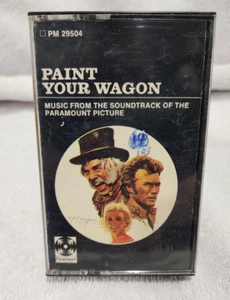 PM 29504
PAINT
YOUR WAGON
MUSIC FROM THE SOUNDTRACK OF THE
PARAMOUNT PICTURE